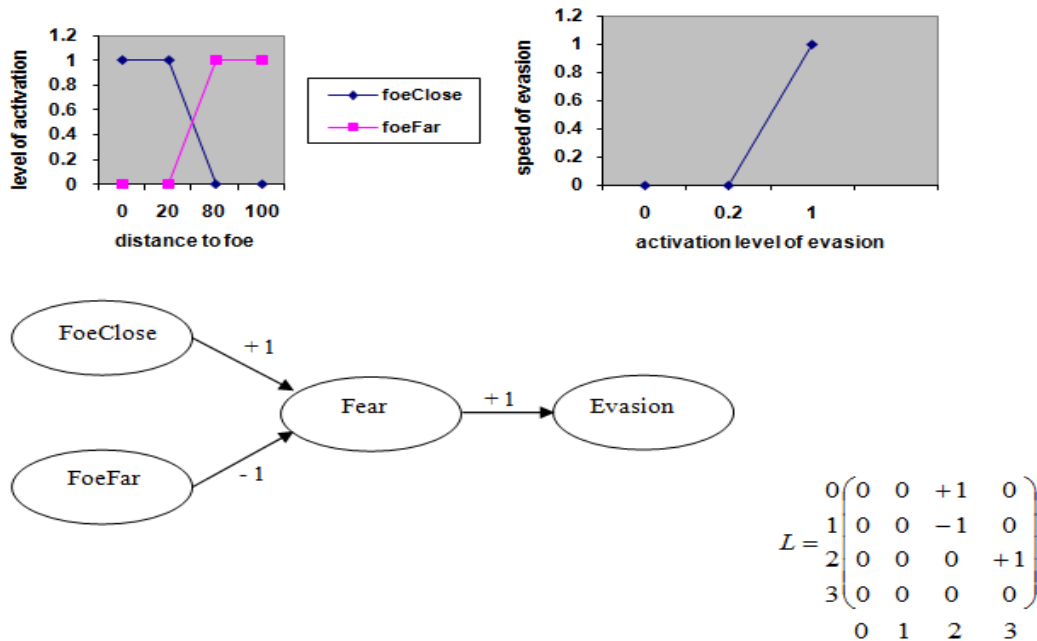 level of activation
1.2
1
0.8
0.6
0.4
0.2
0
0 20 80 100
distance to foe
foeClose
foeFar
speed of evasion
1.2
1
0.8
0.6
0.4
0.2
0
0 0.2 1
activation level of evasion
FoeClose
+ 1
Fear
+ 1
Evasion
FoeFar
- 1
L =
0 0 0 +1 0
1 0 0 −1 0
2 0 0 0 +1
3 0 0 0 0
0 1 2 3